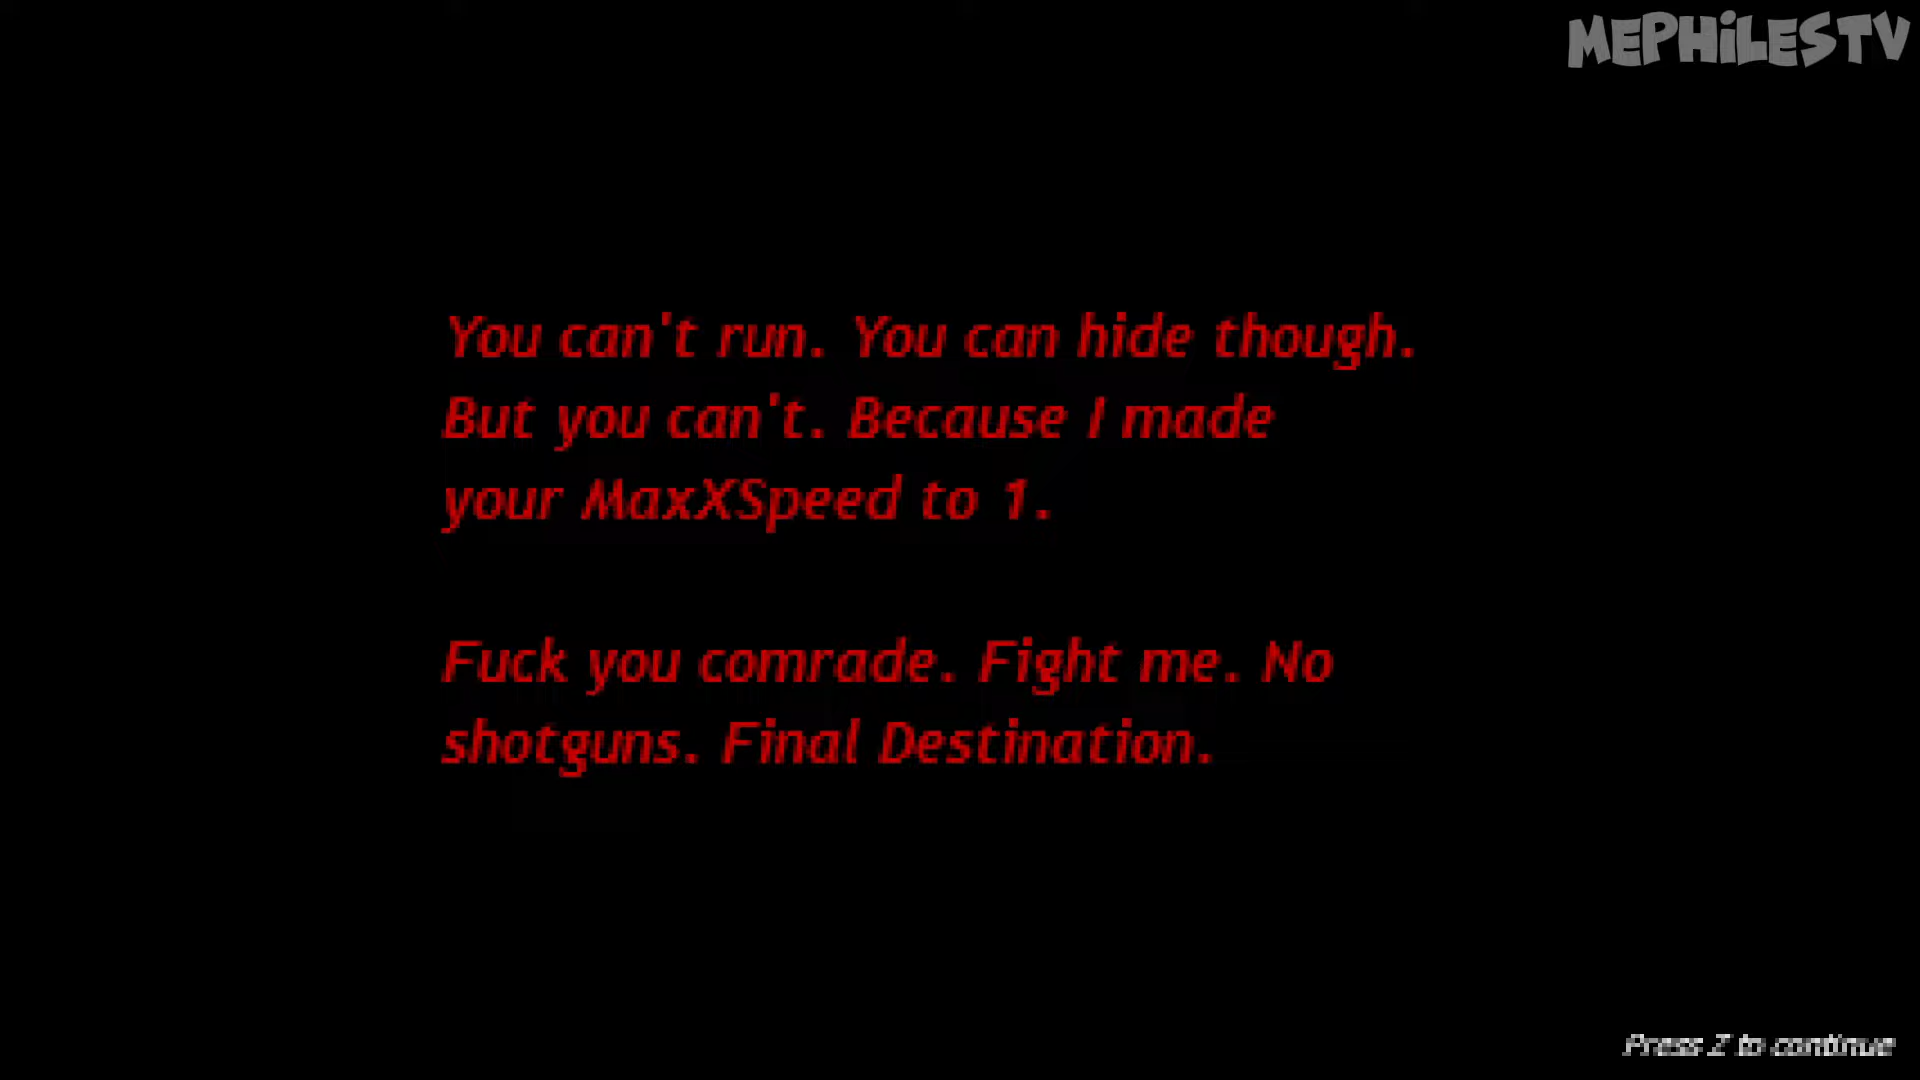 MEPHILESTV
You can't run. You can hide though.
But you can't. Because I made
your MaxXSpeed to 1.
Fuck you comrade. Fight me. No
shotguns. Final Destination.
Press Z to continue